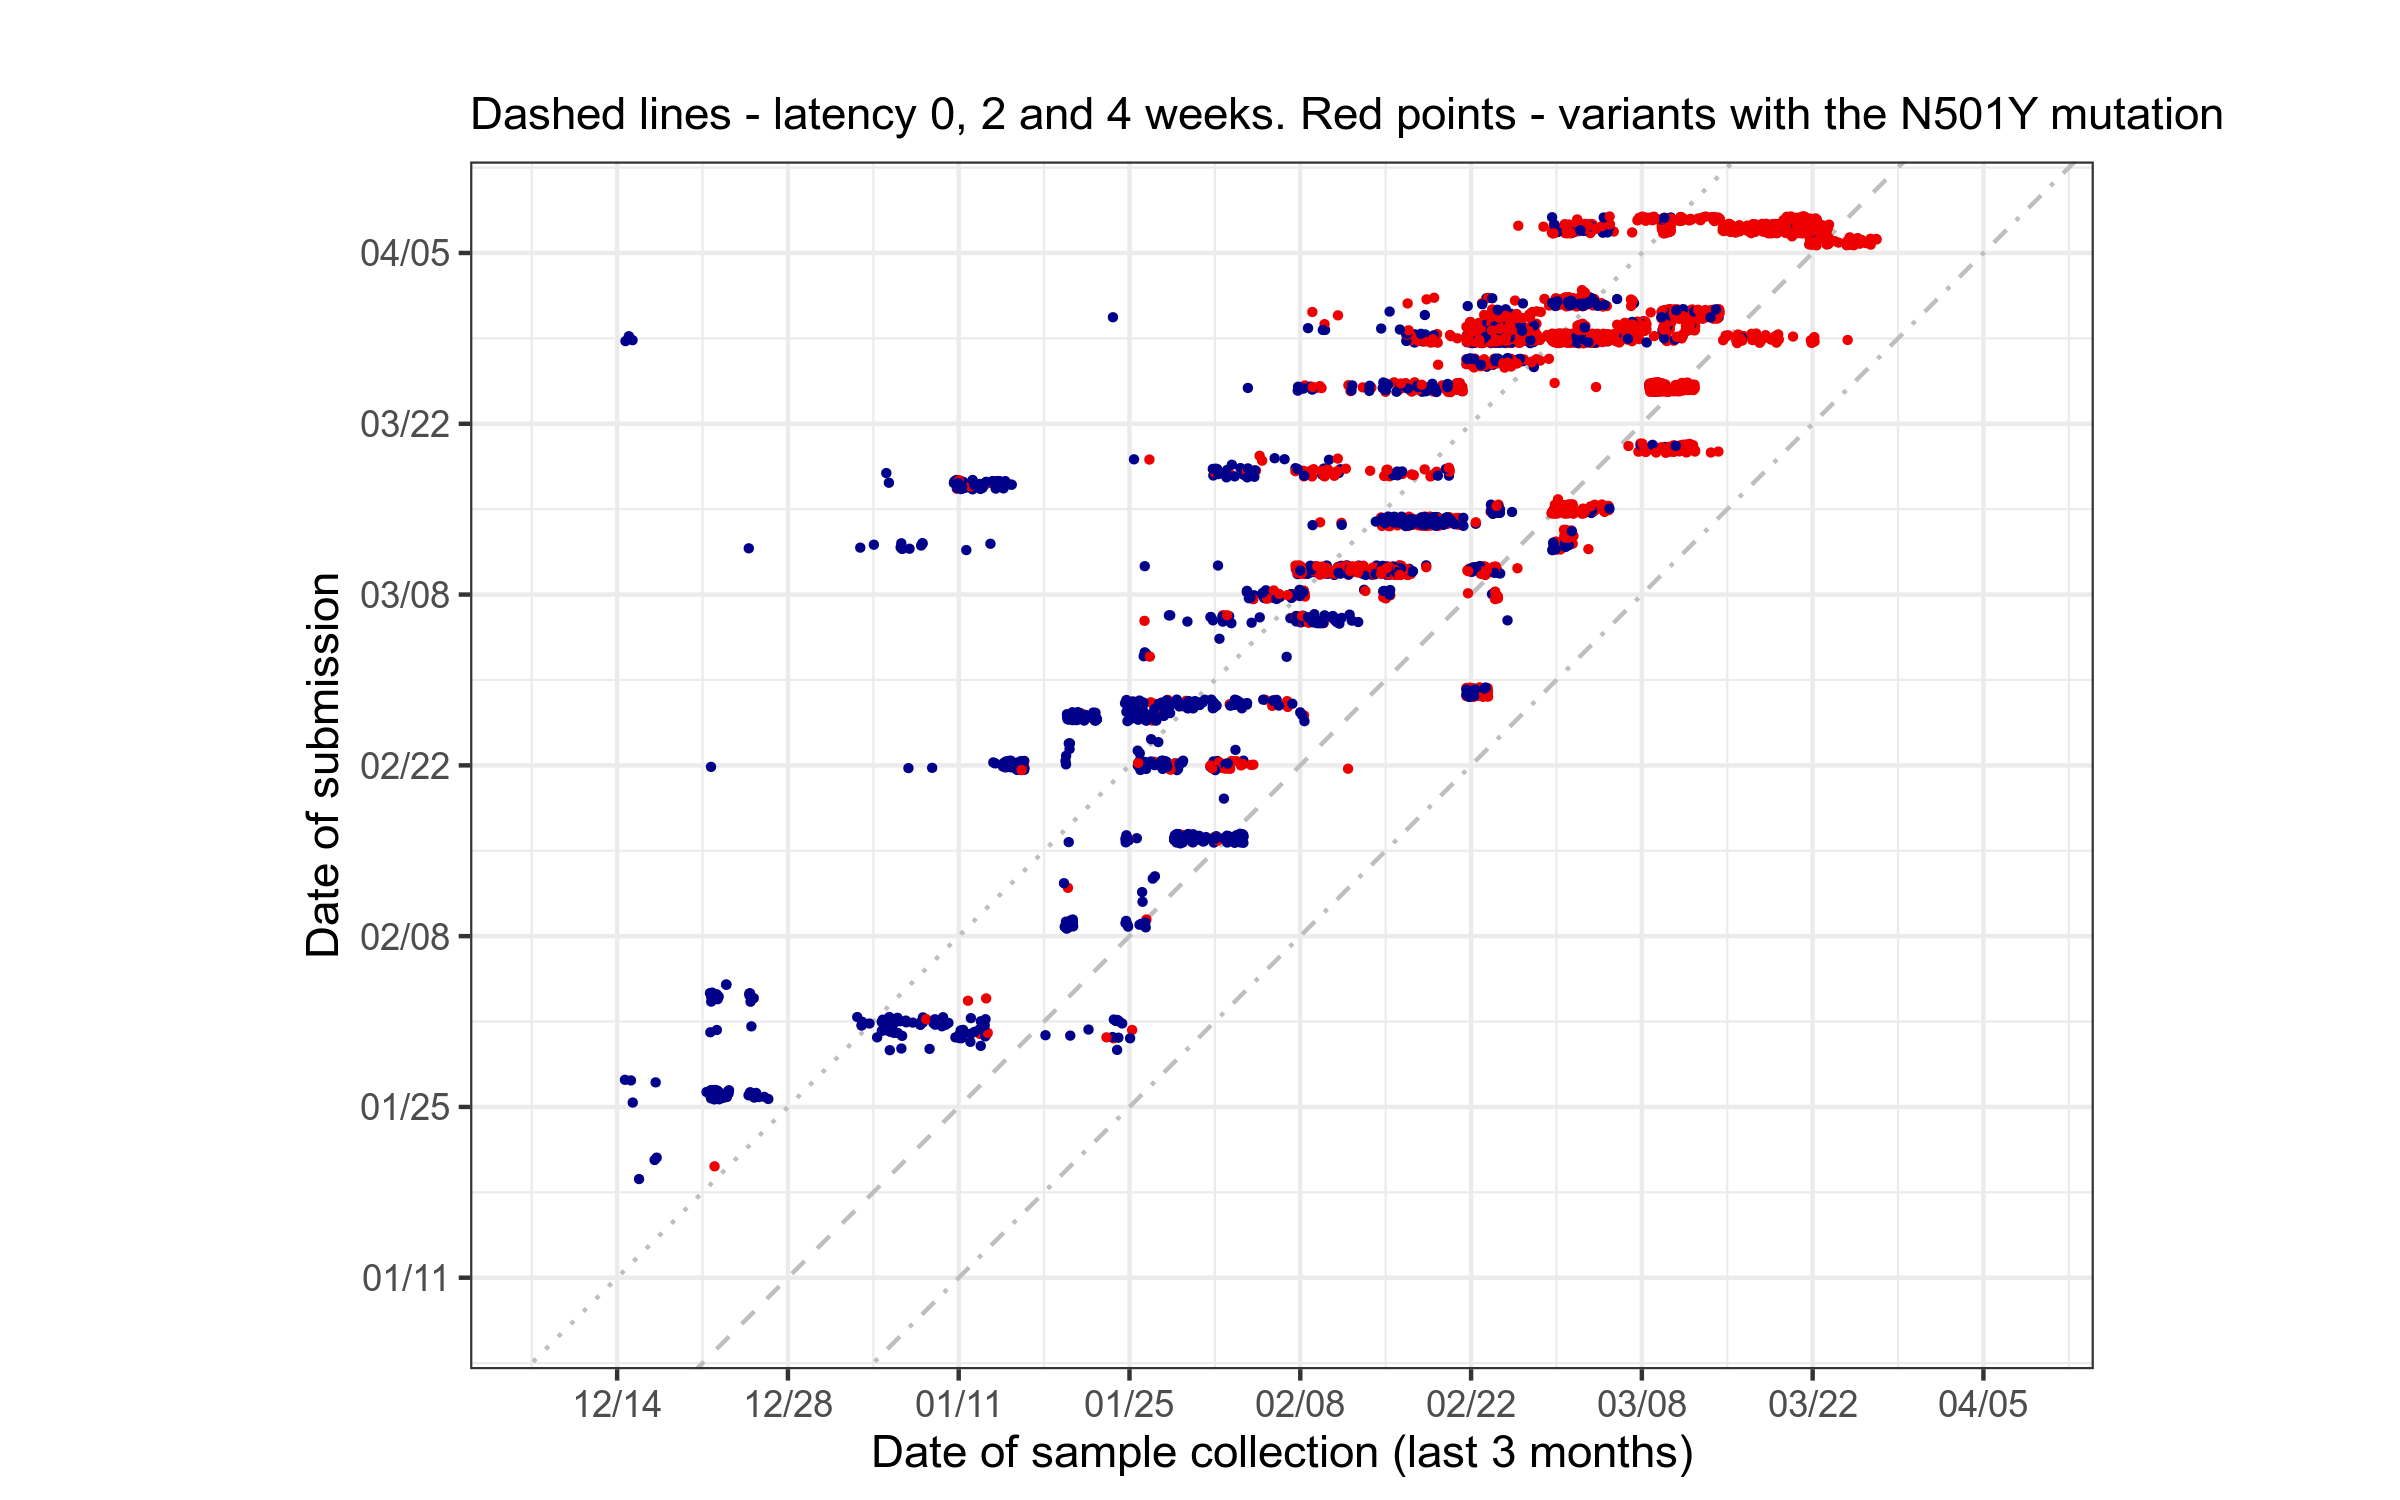 Dashed lines - latency 0, 2 and 4 weeks. Red points - variants with the N501Y mutation
04/05
03/22
03/08
02/22
02/08
01/25
01/11
Date of submission
12/14 12/28 01/11 01/25 02/08 02/22 03/08 03/22 04/05
Date of sample collection (last 3 months)